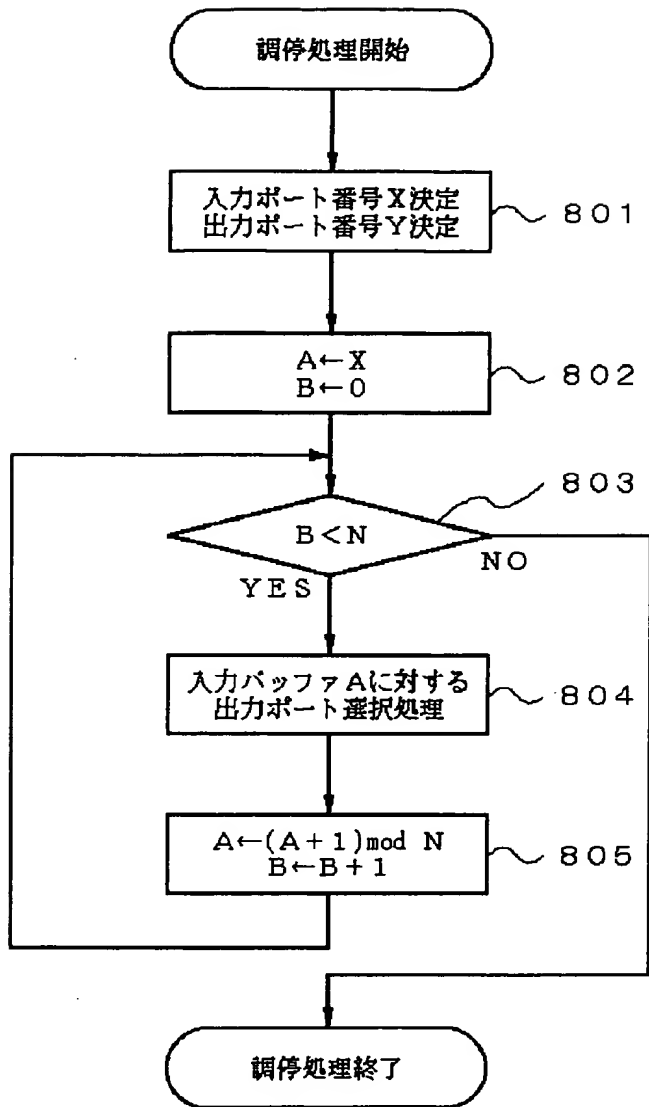 調停処理開始
入力ポート番号X決定
出力ポート番号Y決定
801
A←X
B←0
802
803
B<N
NO
YES
入力バッファAに対する
出力ポート選択処理
804
A←(A+1)mod N
B←B+1
805
調停処理終了